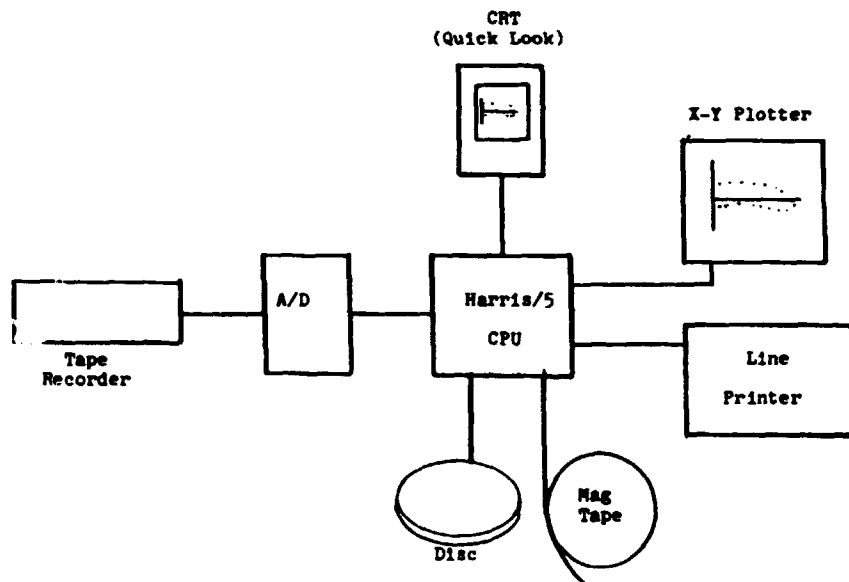 CRT
(Quick Look)
X-Y Plotter
A/D
Harris/5
CPU
Tape
Recorder
Line
Printer
Mag
Tape
Disc